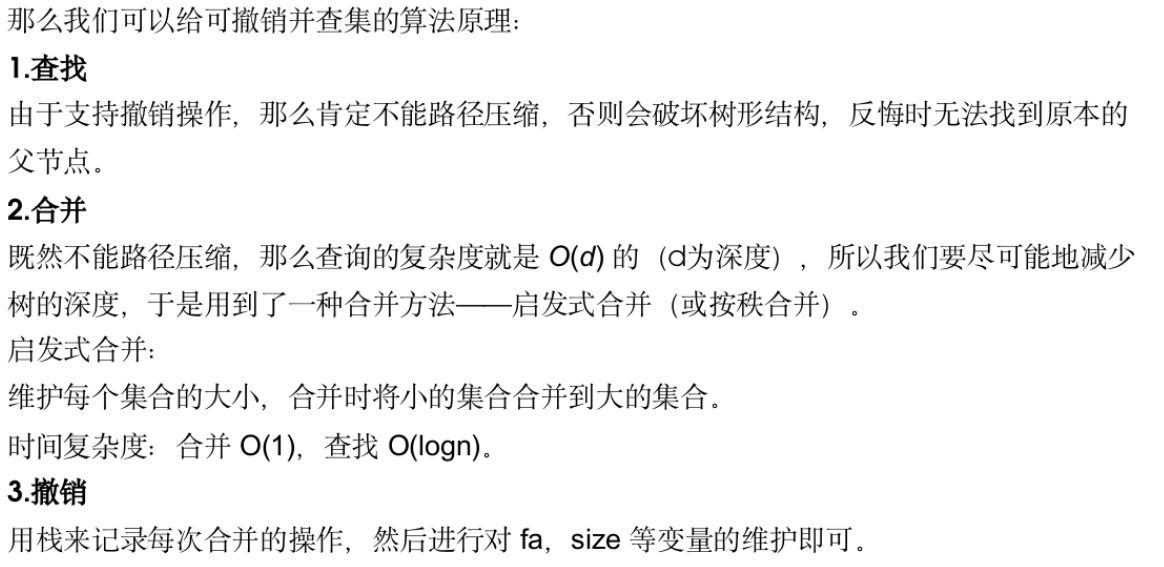 那么我们可以给可撤销并查集的算法原理：
1.查找
由于支持撤销操作，那么肯定不能路径压缩，否则会破坏树形结构，反悔时无法找到原本的
父节点。
2.合并
既然不能路径压缩，那么查询的复杂度就是 O(d) 的（d为深度），所以我们要尽可能地减少
树的深度，于是用到了一种合并方法——启发式合并（或按秩合并）。
启发式合并：
维护每个集合的大小，合并时将小的集合合并到大的集合。
时间复杂度：合并 O(1)，查找 O(logn)。
3.撤销
用栈来记录每次合并的操作，然后进行对 fa，size 等变量的维护即可。